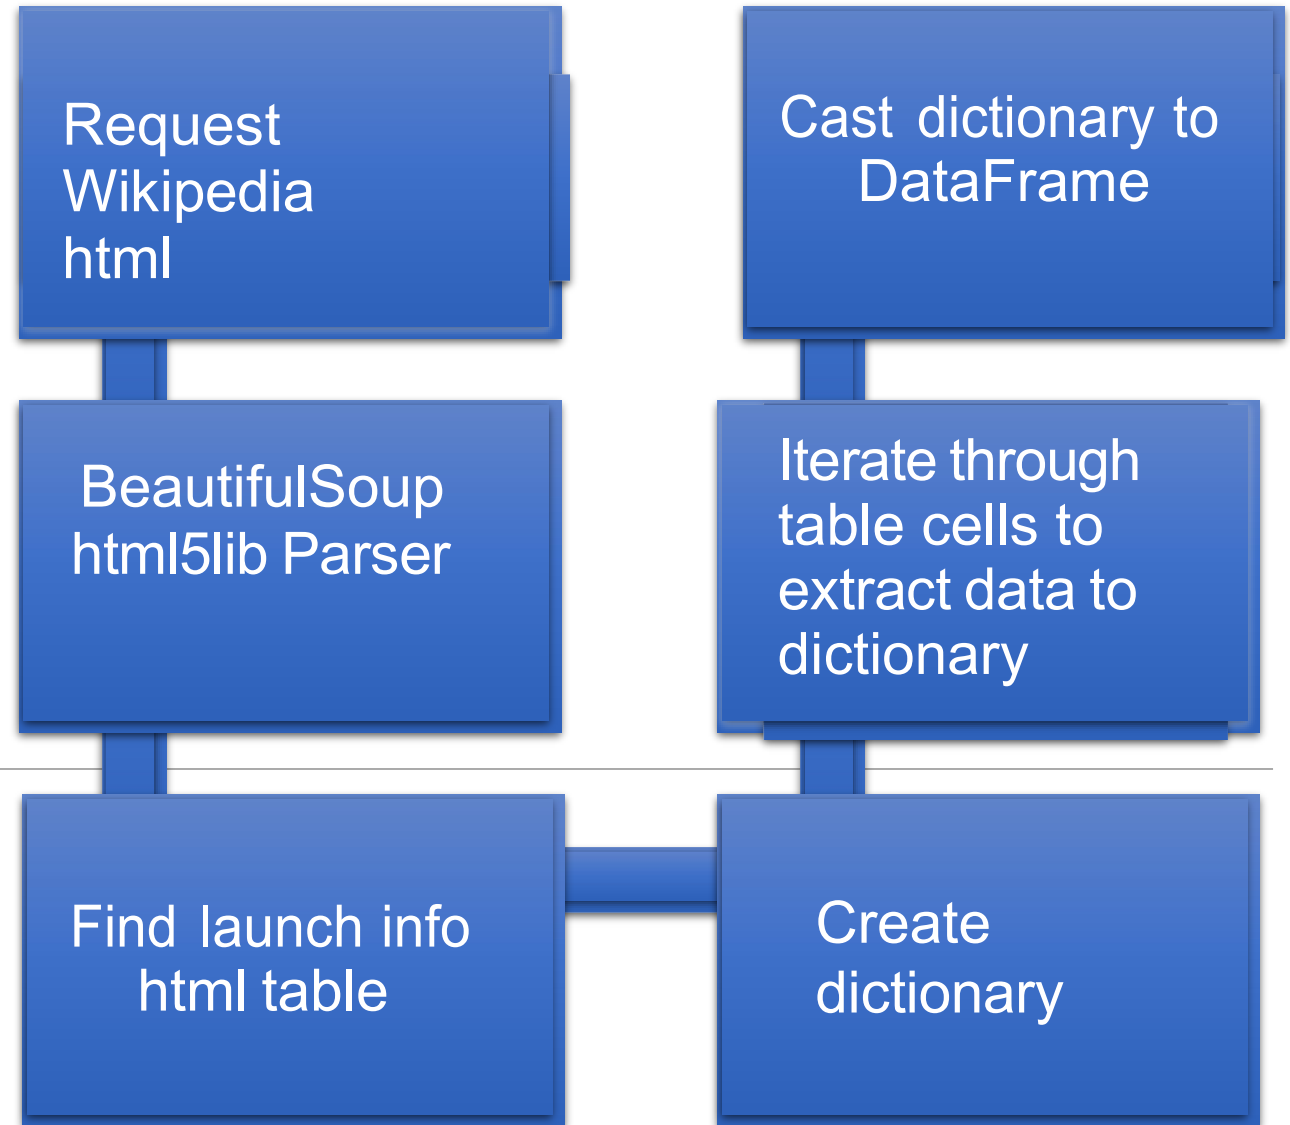 Request
Wikipedia
html
BeautifulSoup
html5lib Parser
Find launch info
html table
Create
dictionary
Iterate through
table cells to
extract data to
dictionary
Cast dictionary to
DataFrame